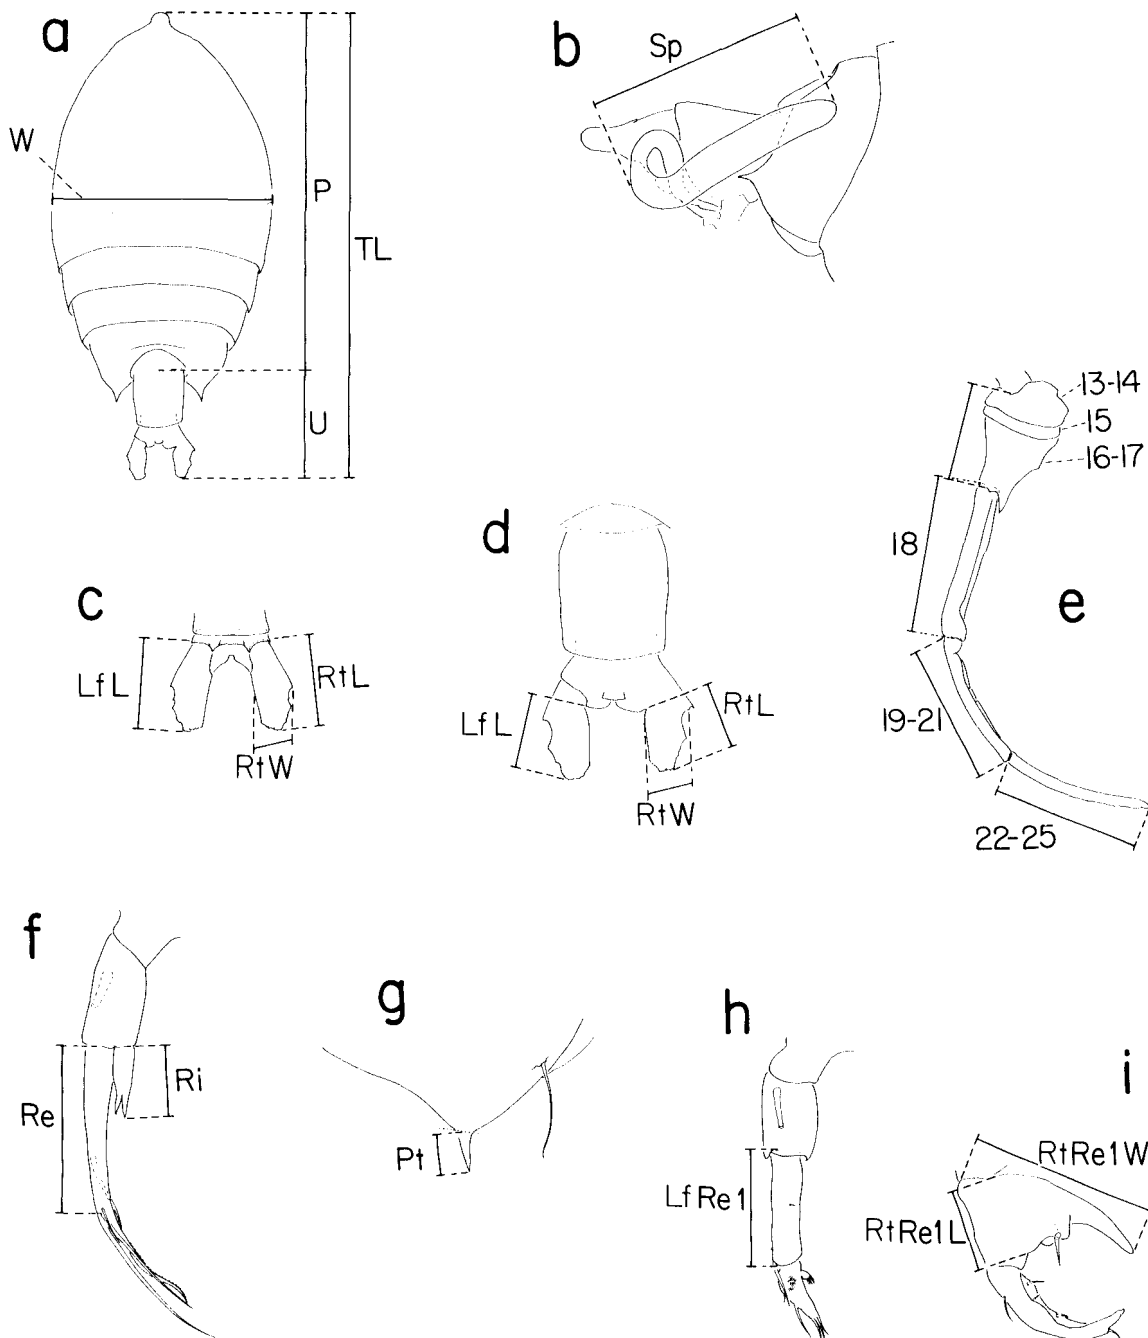 a
W
P
TL
U
b
Sp
c
LfL
RtL
RtW
d
LfL
RtL
RtW
13-14
15
16-17
18
e
19-21
22-25
f
Re
Ri
g
Pt
h
LfRe1
i
RtRe1W
RtRe1L